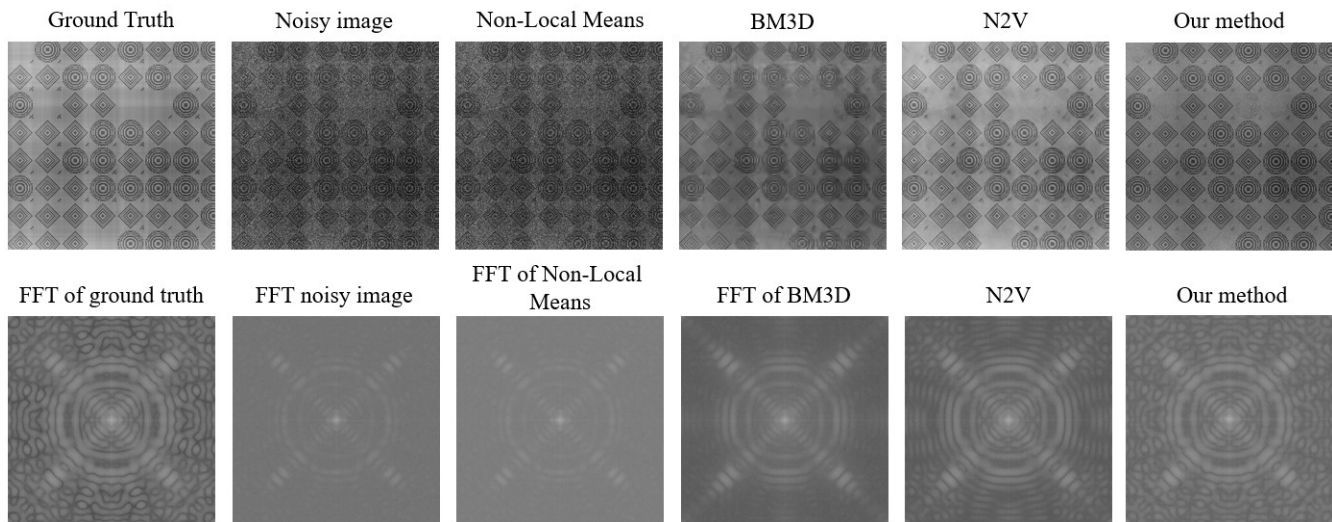 Ground Truth
Noisy image
Non-Local Means
BM3D
N2V
Our method
FFT of ground truth
FFT noisy image
FFT of Non-Local
Means
FFT of BM3D
N2V
Our method